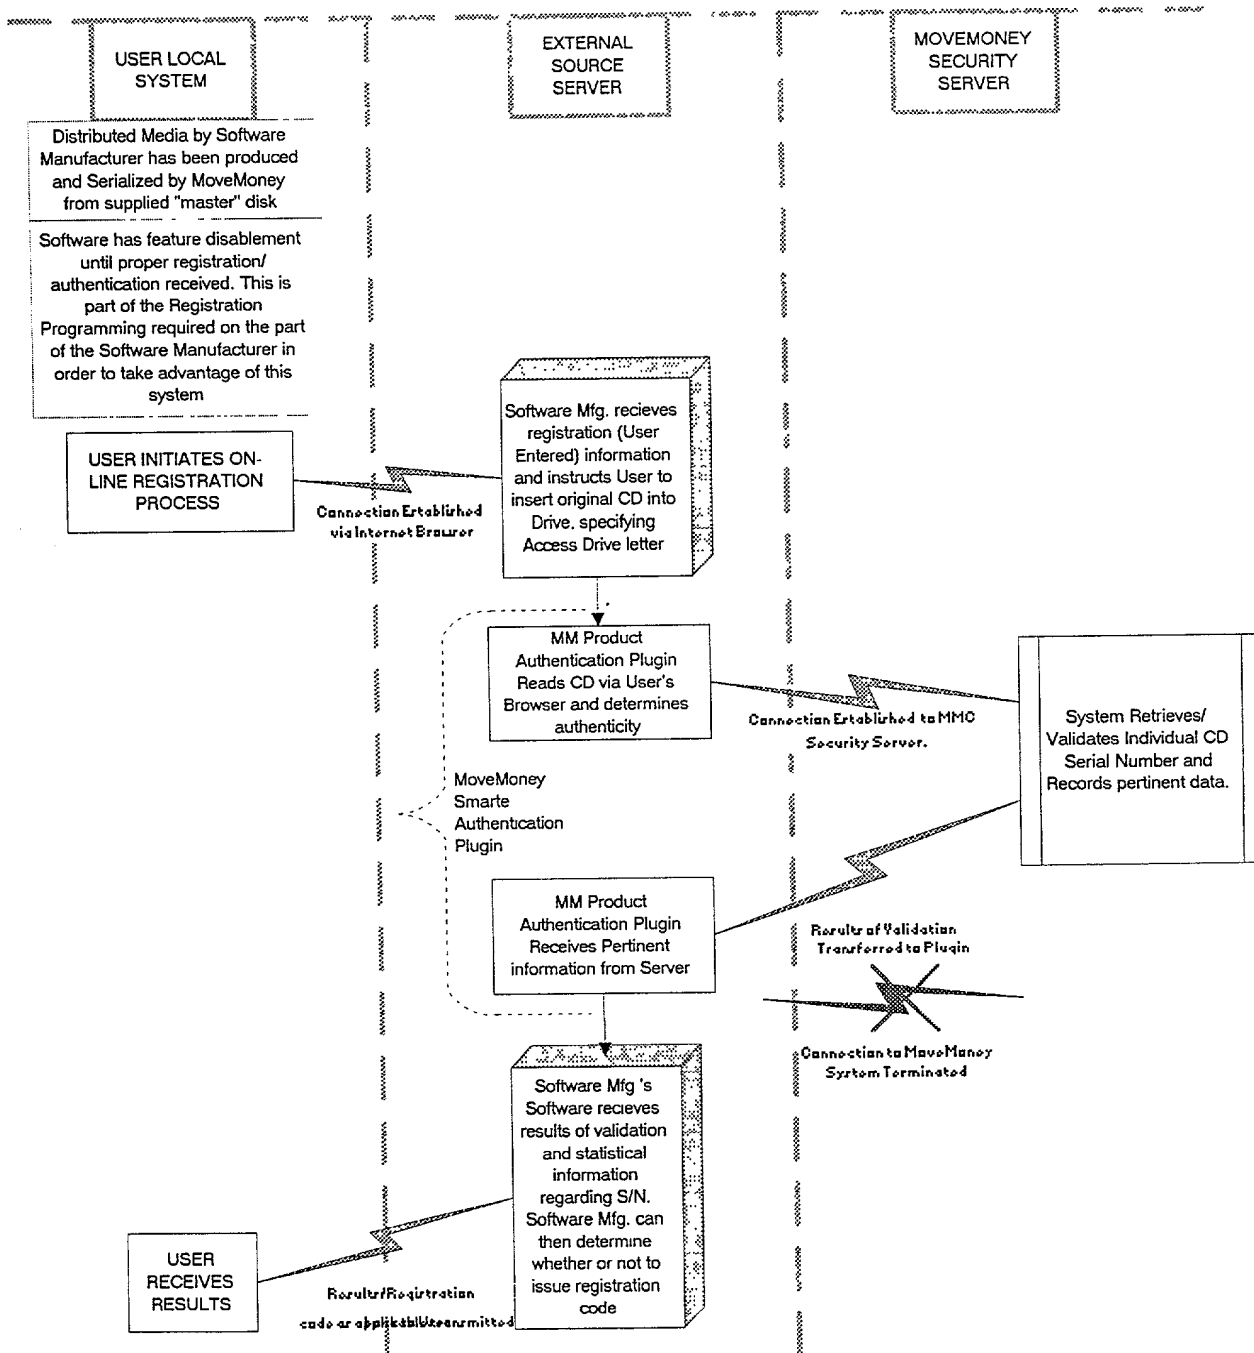 USER LOCAL
SYSTEM
EXTERNAL
SOURCE
SERVER
MOVEMONEY
SECURITY
SERVER
Distributed Media by Software
Manufacturer has been produced
and Serialized by MoveMoney
from supplied "master" disk
Software has feature disablement
until proper registration/
authentication received. This is
part of the Registration
Programming required on the part
of the Software Manufacturer in
order to take advantage of this
system
USER INITIATES ON-
LINE REGISTRATION
PROCESS
Connection Established
via Internet Browser
Software Mfg. recieves
registration (User
Entered) information
and instructs User to
insert original CD into
Drive, specifying
Access Drive letter
MM Product
Authentication Plugin
Reads CD via User's
Browser and determines
authenticity
Connection Established to MMC
Security Server.
System Retrieves/
Validates Individual CD
Serial Number and
Records pertinent data.
MoveMoney
Smarte
Authentication
Plugin
MM Product
Authentication Plugin
Receives Pertinent
information from Server
Results of Validation
Transferred to Plugin
Connection to MoveMoney
System Terminated
Software Mfg 's
Software recieves
results of validation
and statistical
information
regarding S/N.
Software Mfg. can
then determine
whether or not to
issue registration
code
USER
RECEIVES
RESULTS
Results/Registration
code as